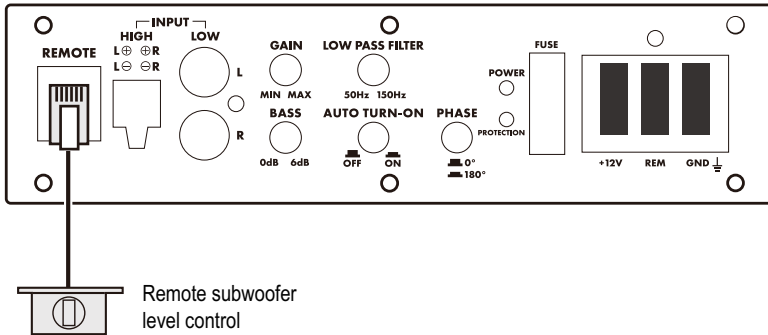 INPUT
HIGH LOW
REMOTE
L⊕ ⊕R
L⊖ ⊖R
L
R
GAIN
MIN MAX
BASS
0dB 6dB
LOW PASS FILTER
50Hz 150Hz
AUTO TURN-ON
OFF ON
PHASE
0°
180°
POWER
PROTECTION
FUSE
+12V REM GND
Remote subwoofer
level control